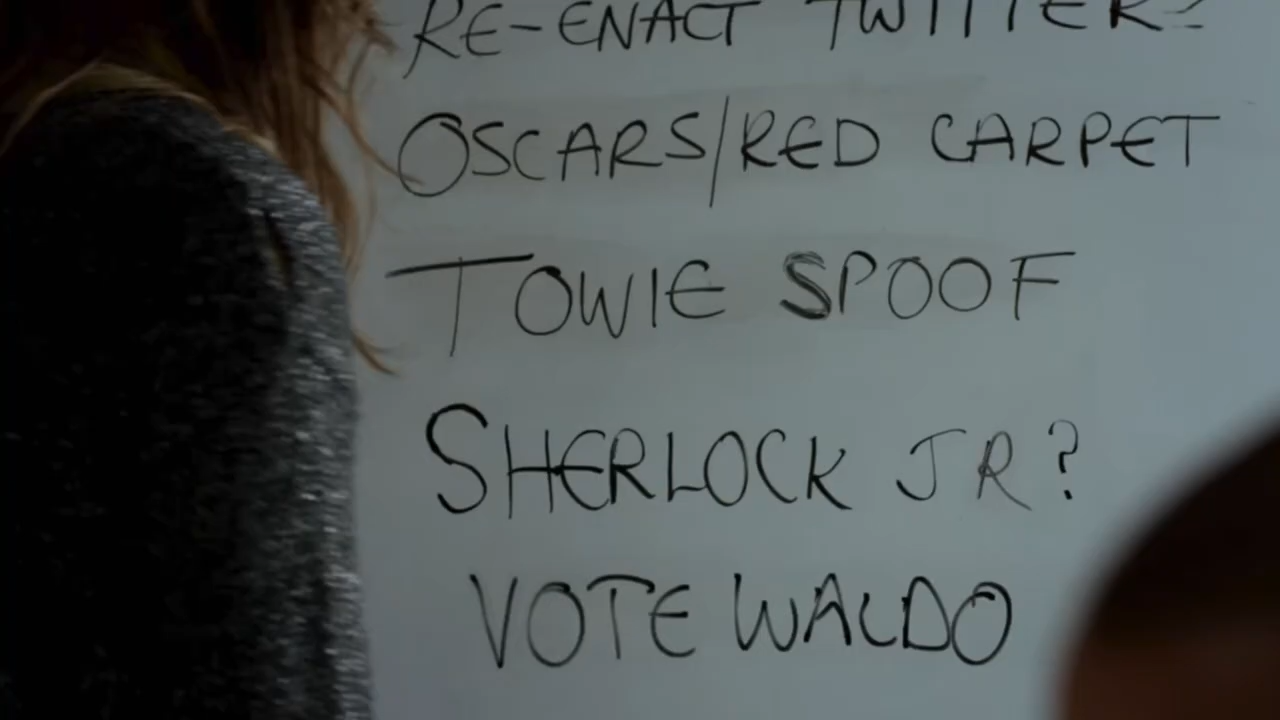 RE-ENACT TWITTER?
OSCARS/RED CARPET
TOWIE SPOOF
SHERLOCK JR?
VOTE WALDO